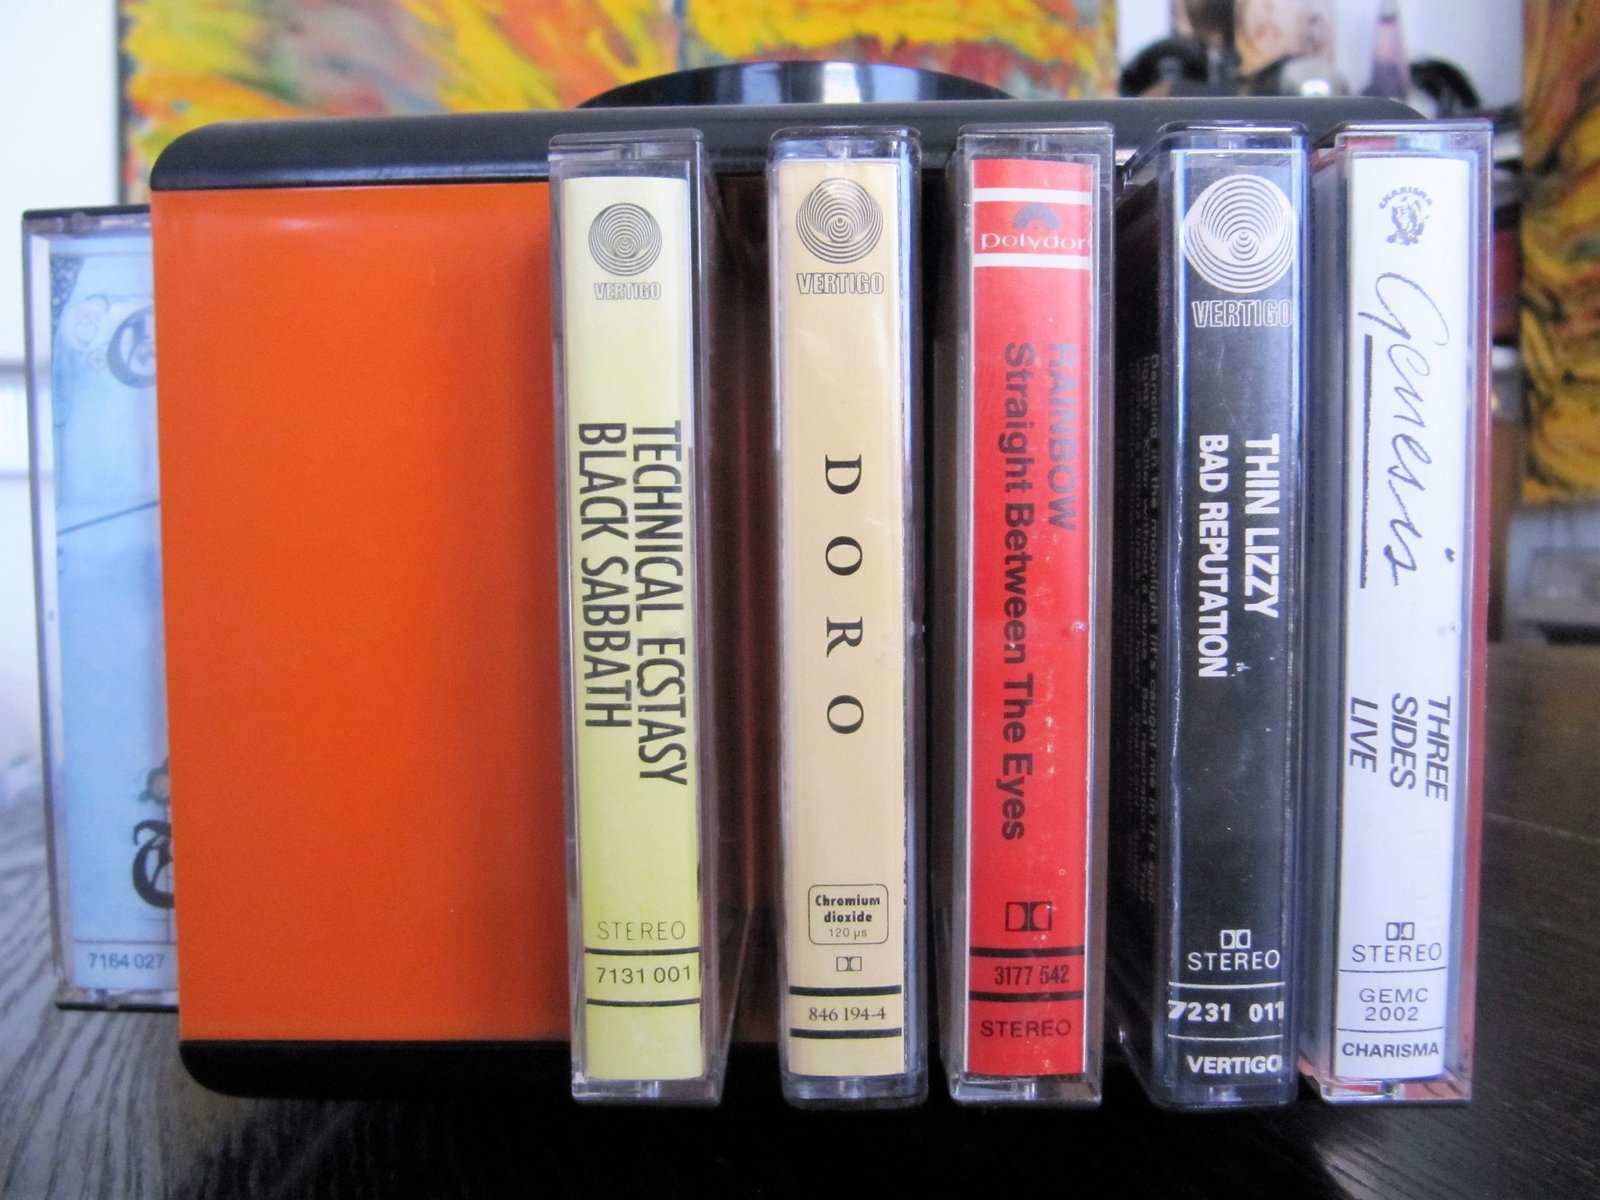 7164 027
VERTIGO
TECHNICAL ECSTASY
BLACK SABBATH
STEREO
7131 001
VERTIGO
DORO
Chromium
dioxide
120 µs
846 194-4
polydor
RAINBOW
Straight Between The Eyes
3177 542
STEREO
VERTIGO
THIN LIZZY
BAD REPUTATION
STEREO
7231 011
VERTIGO
CHARISMA
Genesis
THREE
SIDES
LIVE
STEREO
GEMC
2002
CHARISMA